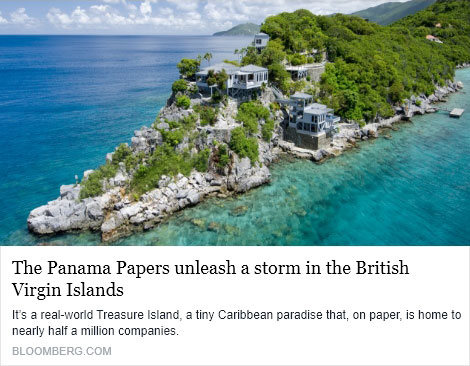 The Panama Papers unleash a storm in the British
Virgin Islands
It's a real-world Treasure Island, a tiny Caribbean paradise that, on paper, is home to
nearly half a million companies.
BLOOMBERG.COM